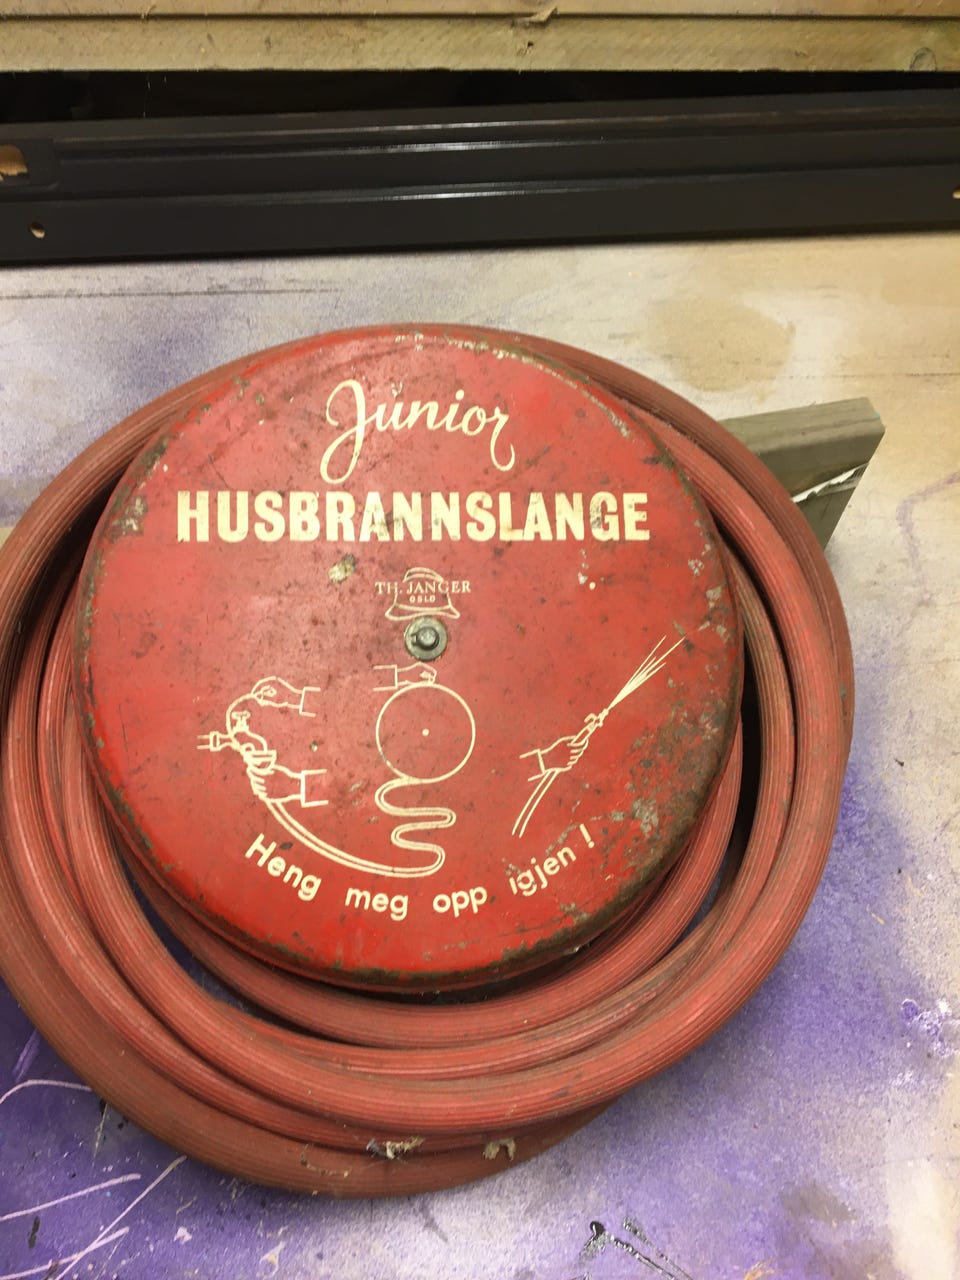 Junior
HUSBRANNSLANGE
TH. JANGER
OSLO
Heng meg opp igjen!